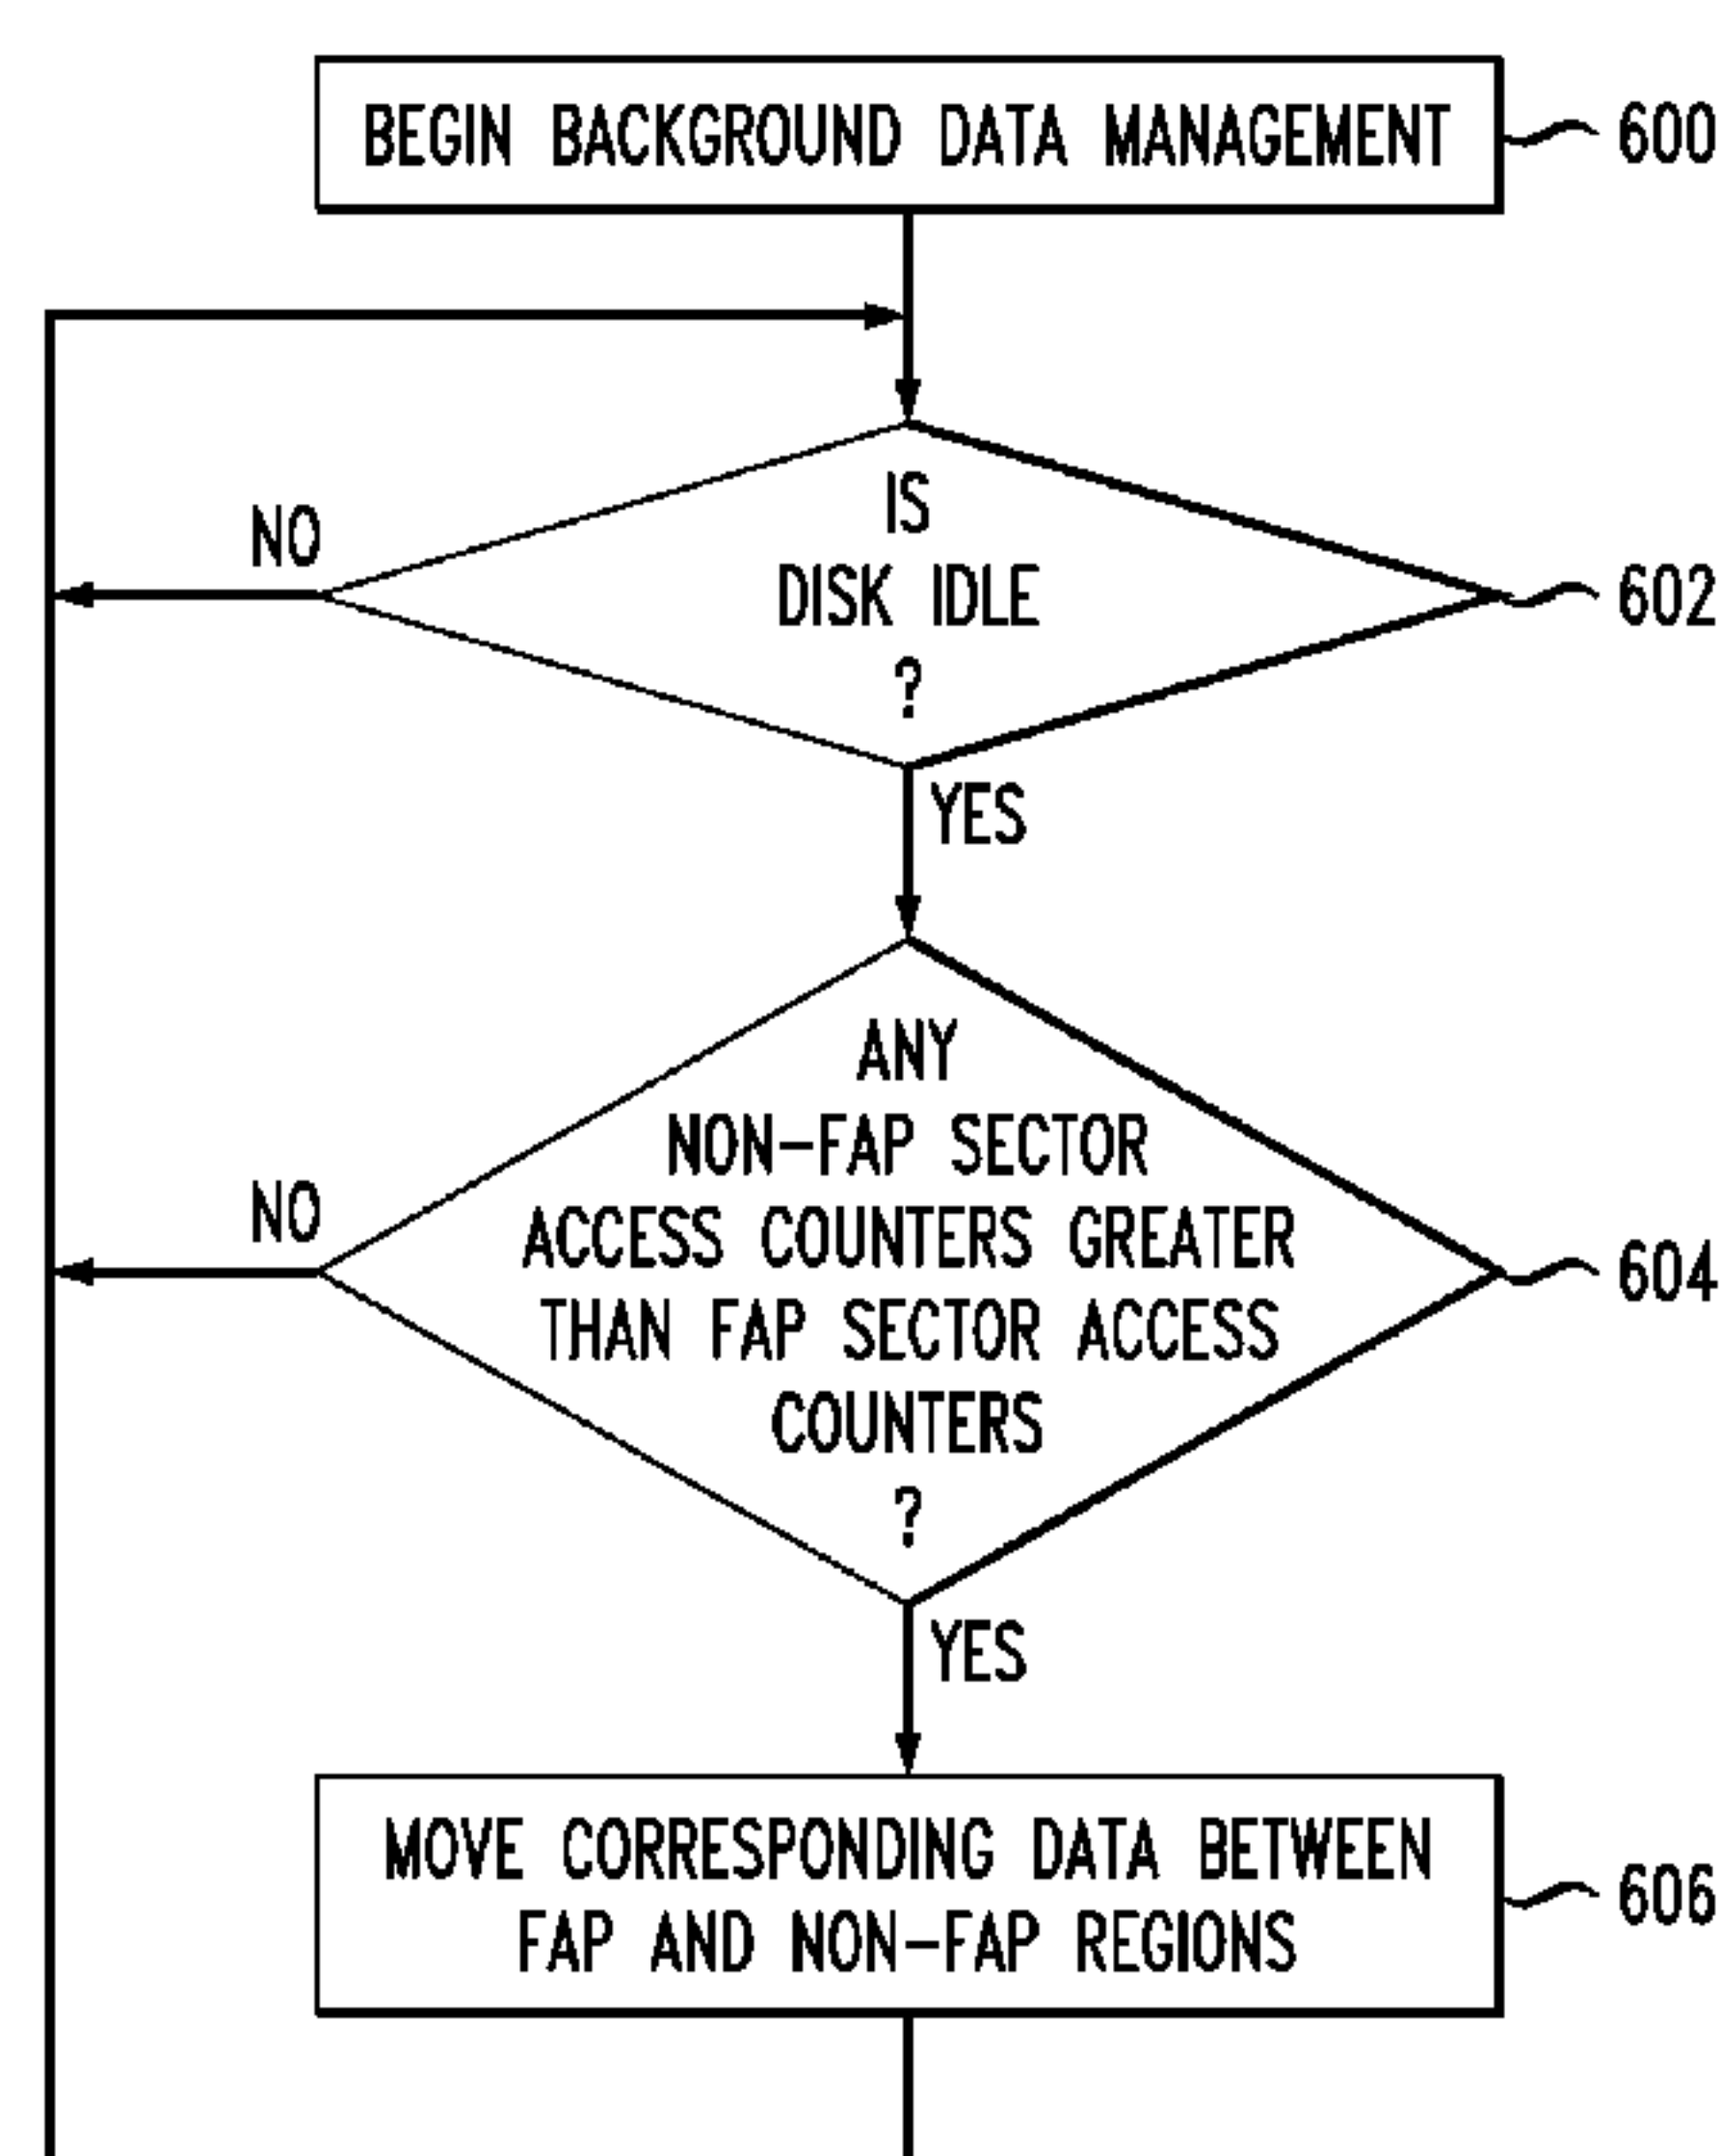 BEGIN BACKGROUND DATA MANAGEMENT
600
IS
DISK IDLE
?
NO
602
YES
ANY
NON-FAP SECTOR
ACCESS COUNTERS GREATER
THAN FAP SECTOR ACCESS
COUNTERS
?
NO
604
YES
MOVE CORRESPONDING DATA BETWEEN
FAP AND NON-FAP REGIONS
606